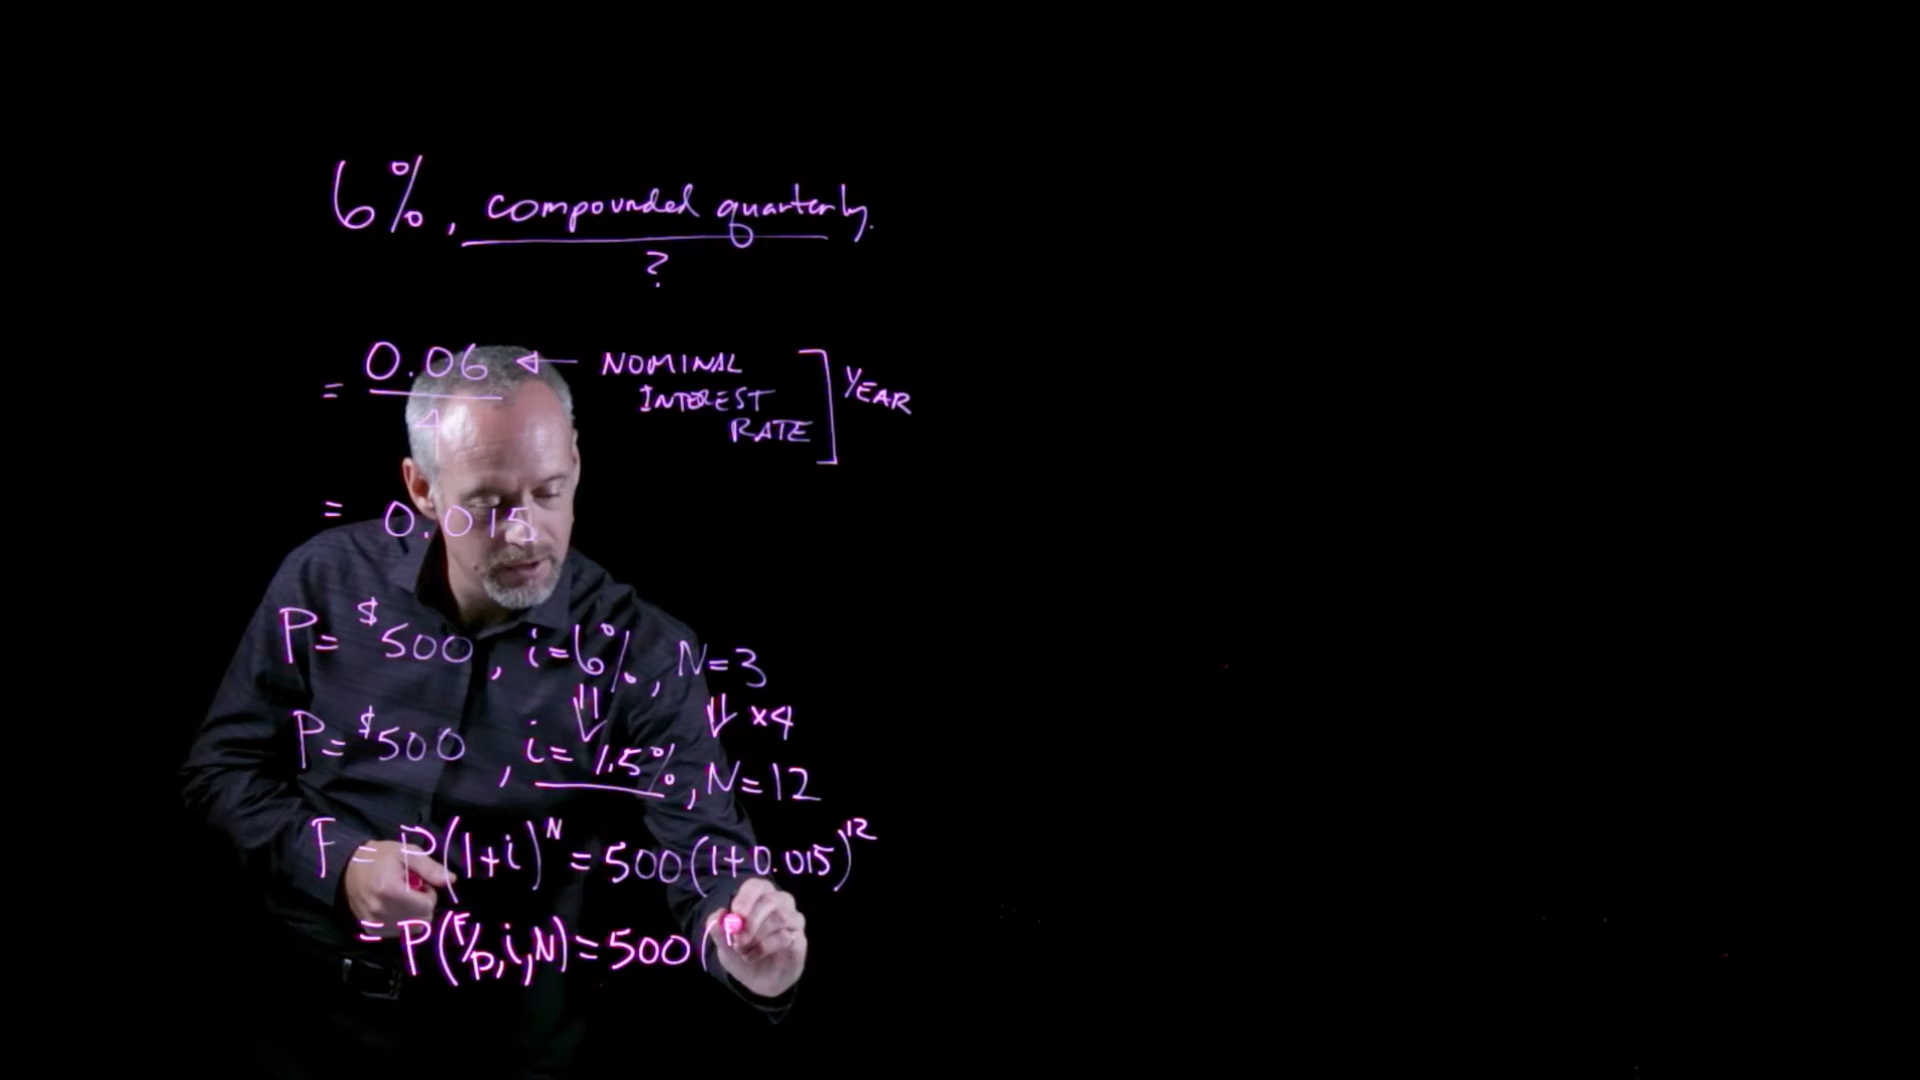 6%, compounded quarterly.
?
= 0.06 ← NOMINAL INTEREST RATE ] YEAR
4
= 0.015
P = $500, i = 6%, N = 3
⇓ ⇓ ×4
P = $500, i = 1.5%, N = 12
F = P(1+i)^N = 500(1+0.015)^12
= P(F/P, i, N) = 500(